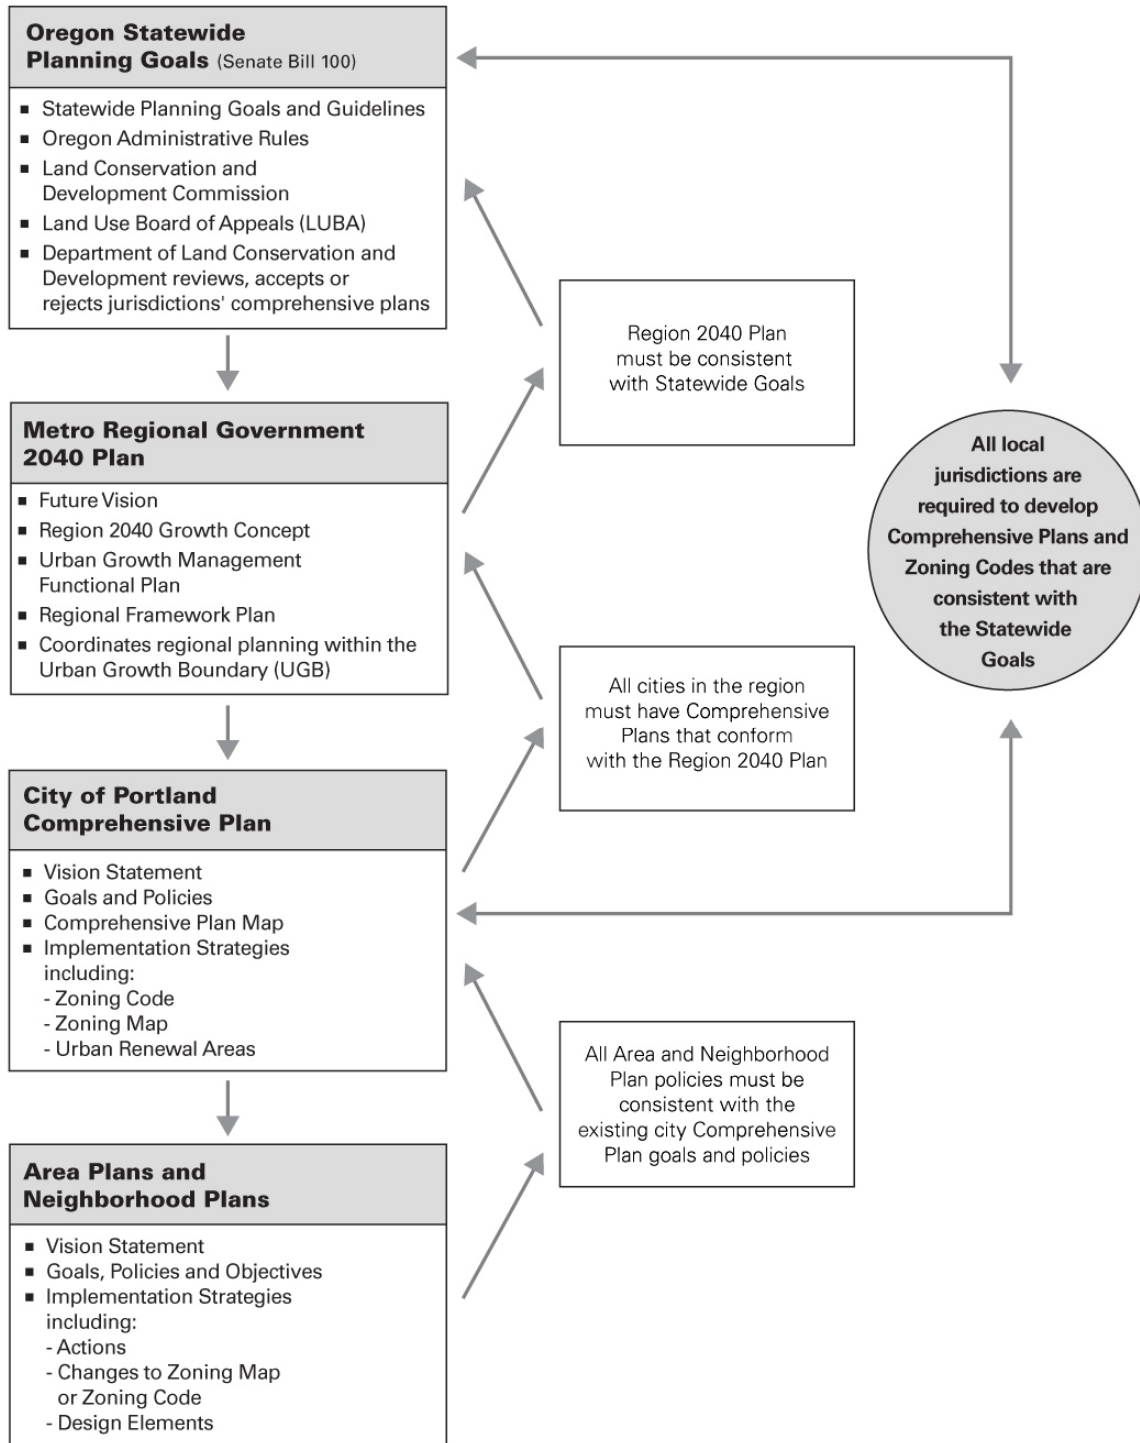 Oregon Statewide
Planning Goals (Senate Bill 100)
▪ Statewide Planning Goals and Guidelines
▪ Oregon Administrative Rules
▪ Land Conservation and
Development Commission
▪ Land Use Board of Appeals (LUBA)
▪ Department of Land Conservation and
Development reviews, accepts or
rejects jurisdictions' comprehensive plans
Region 2040 Plan
must be consistent
with Statewide Goals
Metro Regional Government
2040 Plan
▪ Future Vision
▪ Region 2040 Growth Concept
▪ Urban Growth Management
Functional Plan
▪ Regional Framework Plan
▪ Coordinates regional planning within the
Urban Growth Boundary (UGB)
All local
jurisdictions are
required to develop
Comprehensive Plans and
Zoning Codes that are
consistent with
the Statewide
Goals
All cities in the region
must have Comprehensive
Plans that conform
with the Region 2040 Plan
City of Portland
Comprehensive Plan
▪ Vision Statement
▪ Goals and Policies
▪ Comprehensive Plan Map
▪ Implementation Strategies
including:
- Zoning Code
- Zoning Map
- Urban Renewal Areas
All Area and Neighborhood
Plan policies must be
consistent with the
existing city Comprehensive
Plan goals and policies
Area Plans and
Neighborhood Plans
▪ Vision Statement
▪ Goals, Policies and Objectives
▪ Implementation Strategies
including:
- Actions
- Changes to Zoning Map
or Zoning Code
- Design Elements